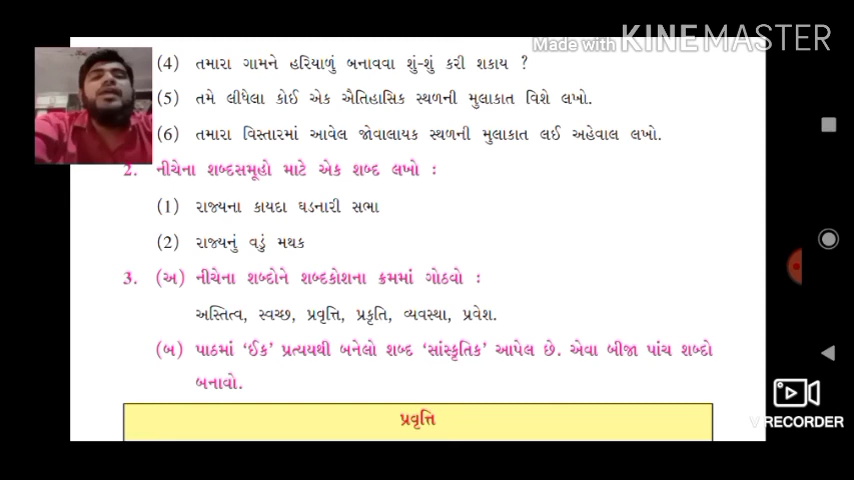 Made with KINEMASTER
(4) તમારા ગામને હરિયાળું બનાવવા શું-શું કરી શકાય ?
(5) તમે લીધેલા કોઈ એક ઐતિહાસિક સ્થળની મુલાકાત વિશે લખો.
(6) તમારા વિસ્તારમાં આવેલ જોવાલાયક સ્થળની મુલાકાત લઈ અહેવાલ લખો.
2. નીચેના શબ્દસમૂહો માટે એક શબ્દ લખો :
(1) રાજ્યના કાયદા ઘડનારી સભા
(2) રાજ્યનું વડું મથક
3. (અ) નીચેના શબ્દોને શબ્દકોશના ક્રમમાં ગોઠવો :
અસ્તિત્વ, સ્વચ્છ, પ્રવૃત્તિ, પ્રકૃતિ, વ્યવસ્થા, પ્રવેશ.
(બ) પાઠમાં ‘ઈક’ પ્રત્યયથી બનેલો શબ્દ ‘સાંસ્કૃતિક’ આપેલ છે. એવા બીજા પાંચ શબ્દો
બનાવો.
પ્રવૃત્તિ
V RECORDER